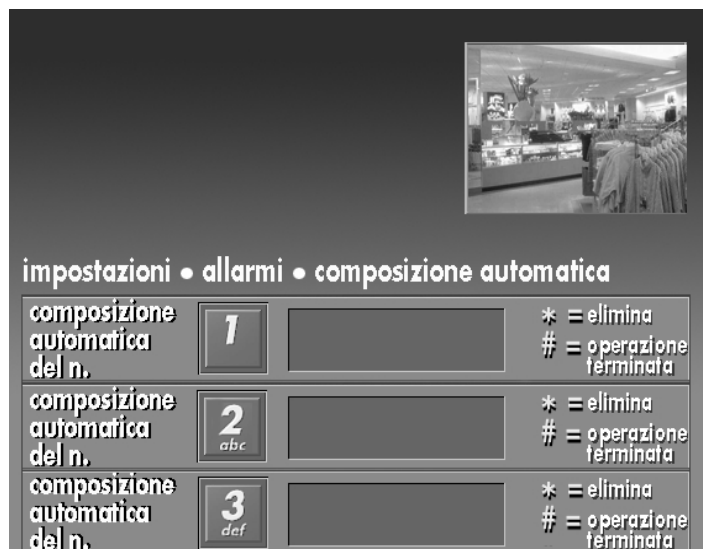 impostazioni • allarmi • composizione automatica
composizione
automatica
del n.
1
* = elimina
# = operazione
terminata
composizione
automatica
del n.
2
abc
* = elimina
# = operazione
terminata
composizione
automatica
del n.
3
def
* = elimina
# = operazione
terminata